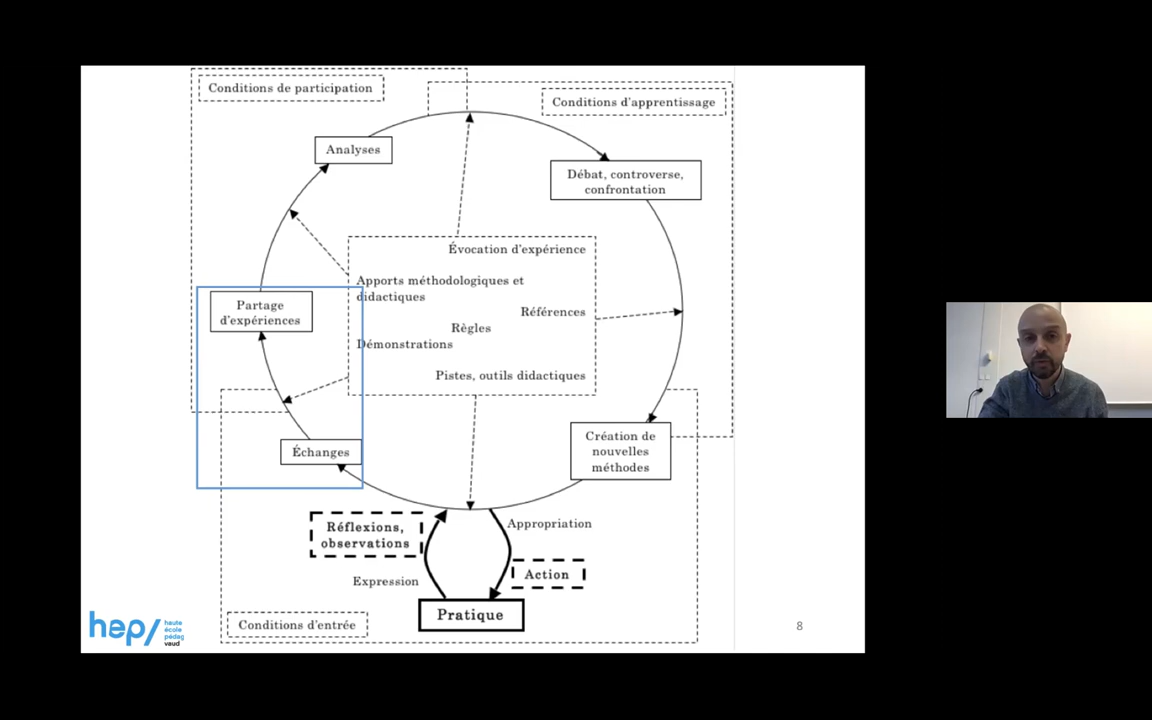 Conditions de participation
Conditions d'apprentissage
Analyses
Débat, controverse,
confrontation
Évocation d'expérience
Apports méthodologiques et
didactiques
Références
Règles
Démonstrations
Pistes, outils didactiques
Partage
d'expériences
Échanges
Création de
nouvelles
méthodes
Réflexions,
observations
Appropriation
Action
Expression
Pratique
Conditions d'entrée
hep/
haute
école
pédag
vaud
8